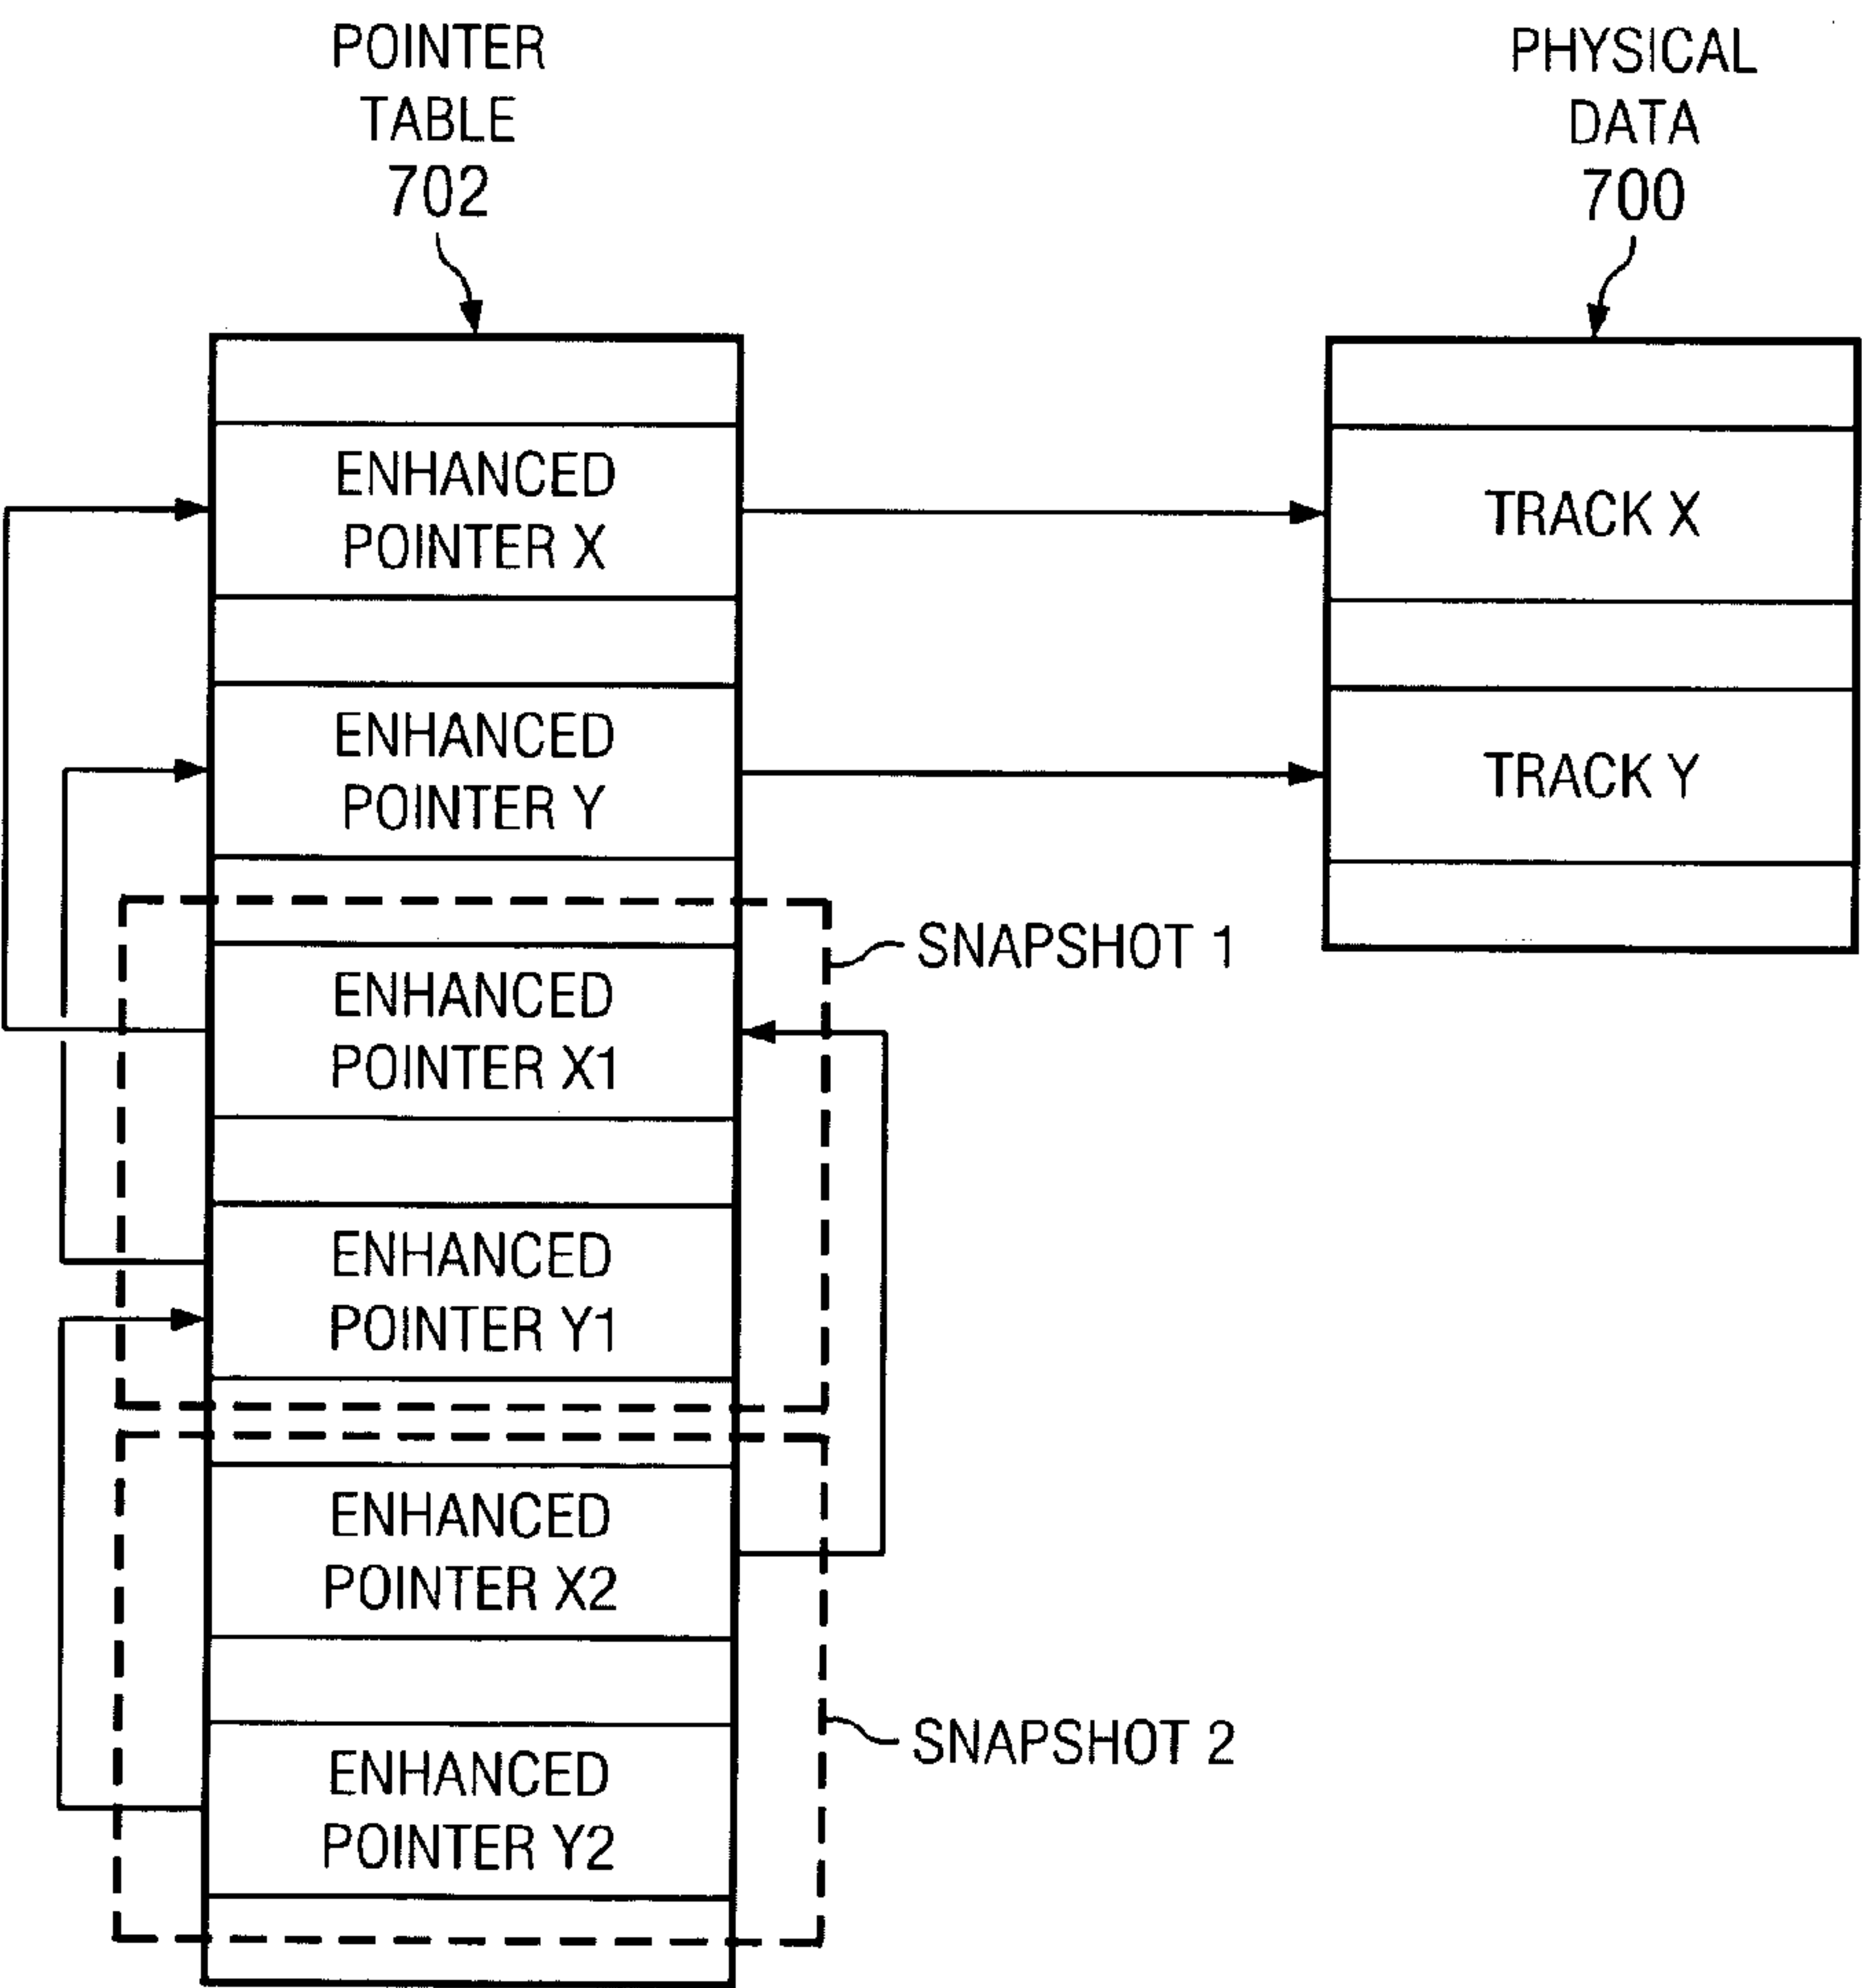 POINTER
TABLE
702
PHYSICAL
DATA
700
ENHANCED
POINTER X
TRACK X
ENHANCED
POINTER Y
TRACK Y
SNAPSHOT 1
ENHANCED
POINTER X1
ENHANCED
POINTER Y1
ENHANCED
POINTER X2
SNAPSHOT 2
ENHANCED
POINTER Y2